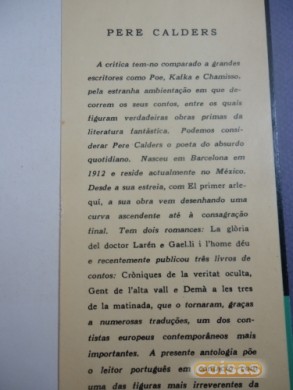 PERE CALDERS
A crítica tem-no comparado a grandes
escritores como Poe, Kafka e Chamisso,
pela estranha ambientação em que de-
correm os seus contos, entre os quais
figuram verdadeiras obras primas da
literatura fantástica. Podemos consi-
derar Pere Calders o poeta do absurdo
quotidiano. Nasceu em Barcelona em
1912 e reside actualmente no México.
Desde a sua estreia, com El primer arle-
quí, a sua obra vem desenhando uma
curva ascendente até à consagração
final. Tem dois romances: La glòria
del doctor Larén e Gaeli i l'home déu
e recentemente publicou três livros de
contos: Cròniques de la veritat oculta,
Gent de l'alta vall e Demà a les tres
de la matinada, que o tornaram, graças
a numerosas traduções, um dos con-
tistas europeus contemporâneos mais
importantes. A presente antologia põe
o leitor português em
uma das figuras mais irreverentes da